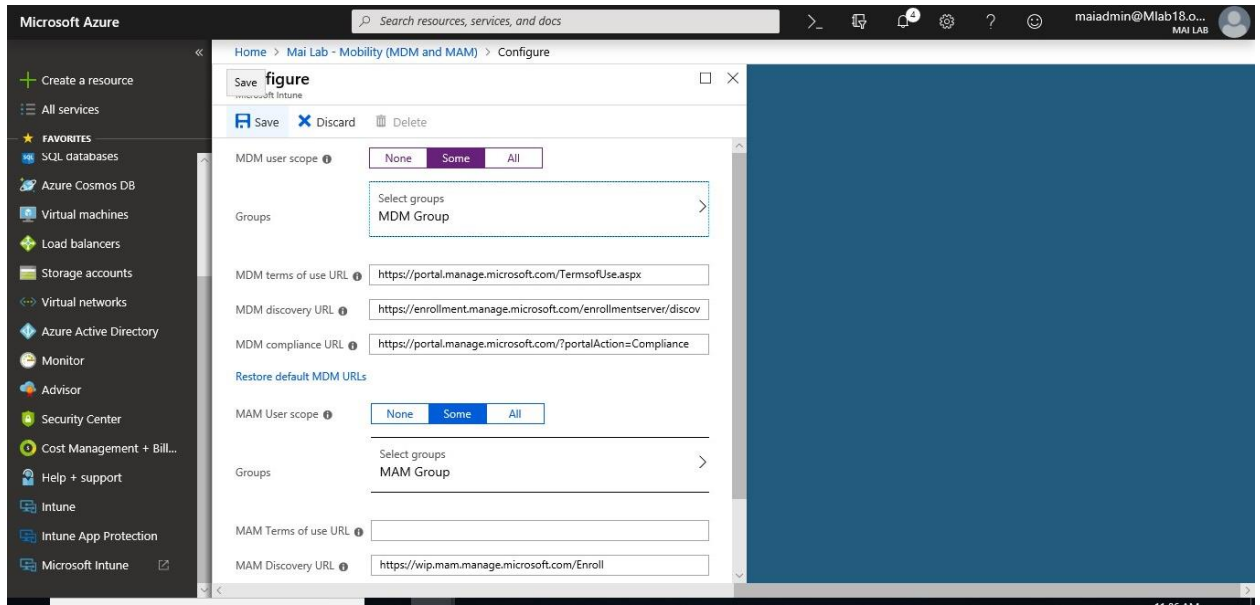 Microsoft Azure
Search resources, services, and docs
4
maiadmin@Mlab18.o...
MAI LAB
Home > Mai Lab - Mobility (MDM and MAM) > Configure
Create a resource
All services
FAVORITES
SQL databases
Azure Cosmos DB
Virtual machines
Load balancers
Storage accounts
Virtual networks
Azure Active Directory
Monitor
Advisor
Security Center
Cost Management + Bill...
Help + support
Intune
Intune App Protection
Microsoft Intune
Save figure
Microsoft Intune
Save Discard Delete
MDM user scope None Some All
Select groups
Groups MDM Group
MDM terms of use URL https://portal.manage.microsoft.com/TermsofUse.aspx
MDM discovery URL https://enrollment.manage.microsoft.com/enrollmentserver/discov
MDM compliance URL https://portal.manage.microsoft.com/?portalAction=Compliance
Restore default MDM URLs
MAM User scope None Some All
Select groups
Groups MAM Group
MAM Terms of use URL
MAM Discovery URL https://wip.mam.manage.microsoft.com/Enroll